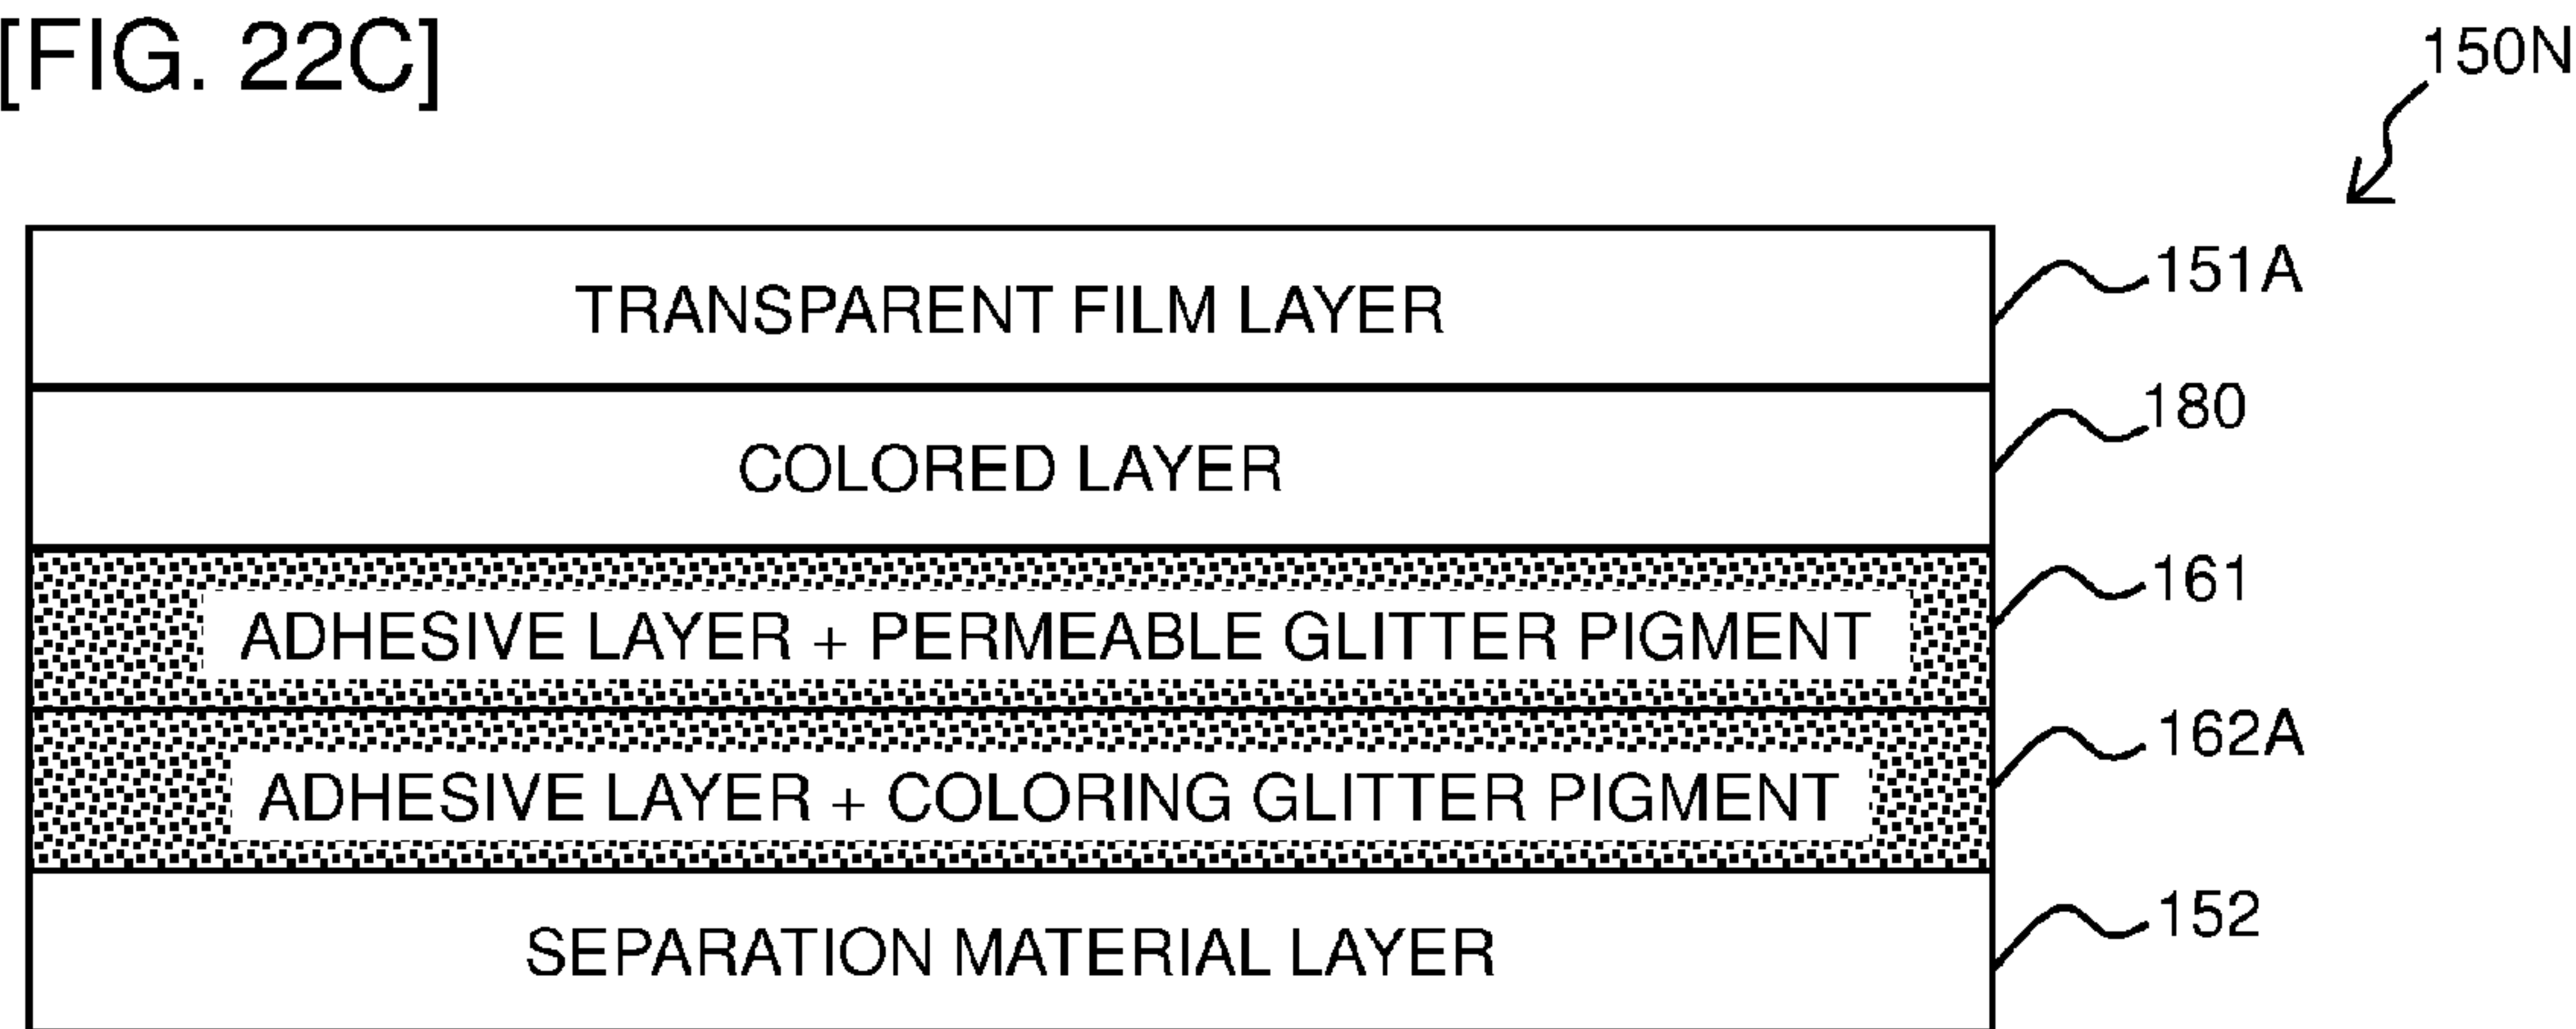 [FIG. 22C]
150N
TRANSPARENT FILM LAYER
151A
COLORED LAYER
180
ADHESIVE LAYER + PERMEABLE GLITTER PIGMENT
161
ADHESIVE LAYER + COLORING GLITTER PIGMENT
162A
SEPARATION MATERIAL LAYER
152